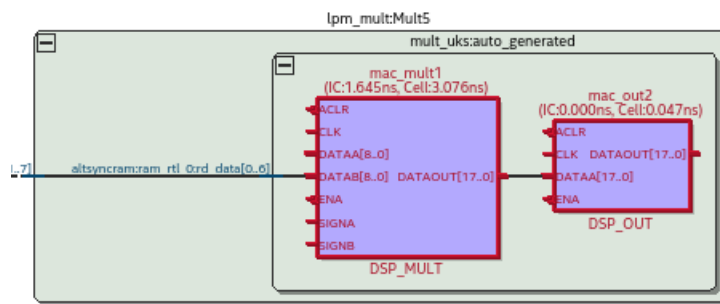 lpm_mult:Mult5
mult_uks:auto_generated
mac_mult1
(IC:1.645ns, Cell:3.076ns)
mac_out2
(IC:0.000ns, Cell:0.047ns)
ACLR
CLK
DATAA[8..0]
DATAB[8..0] DATAOUT[17..0]
ENA
SIGNA
SIGNB
DSP_MULT
ACLR
CLK DATAOUT[17..0]
DATAA[17..0]
ENA
DSP_OUT
..7]
altsyncram:ram_rtl_0:rd_data[0..6]